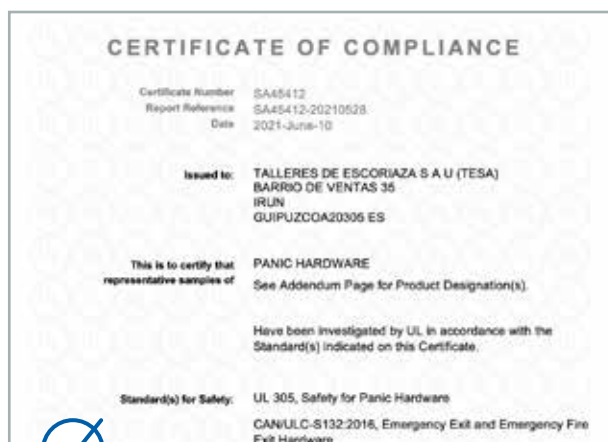 CERTIFICATE OF COMPLIANCE
Certificate Number SA45412
Report Reference SA45412-20210528
Date 2021-June-10
Issued to: TALLERES DE ESCORIAZA S A U (TESA)
BARRIO DE VENTAS 35
IRUN
GUIPUZCOA20305 ES
This is to certify that representative samples of PANIC HARDWARE
See Addendum Page for Product Designation(s).
Have been investigated by UL in accordance with the
Standard(s) indicated on this Certificate.
Standard(s) for Safety: UL 305, Safety for Panic Hardware
CAN/ULC-S132:2016, Emergency Exit and Emergency Fire
Exit Hardware